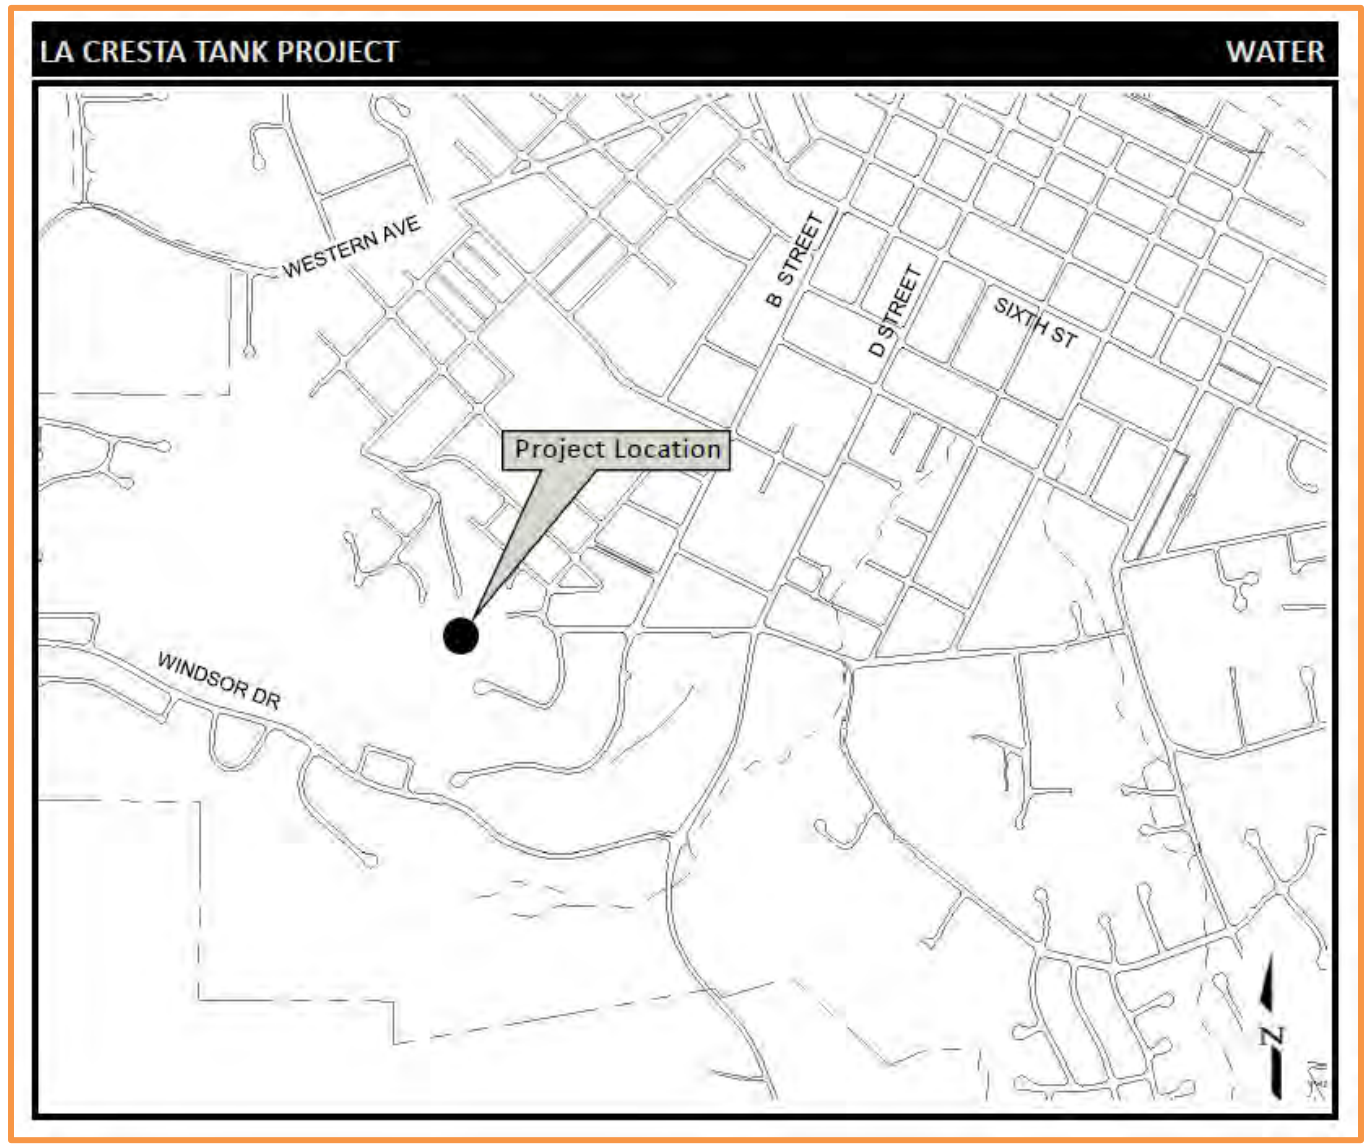 LA CRESTA TANK PROJECT
WATER
WESTERN AVE
B STREET
D STREET
SIXTH ST
Project Location
WINDSOR DR
N